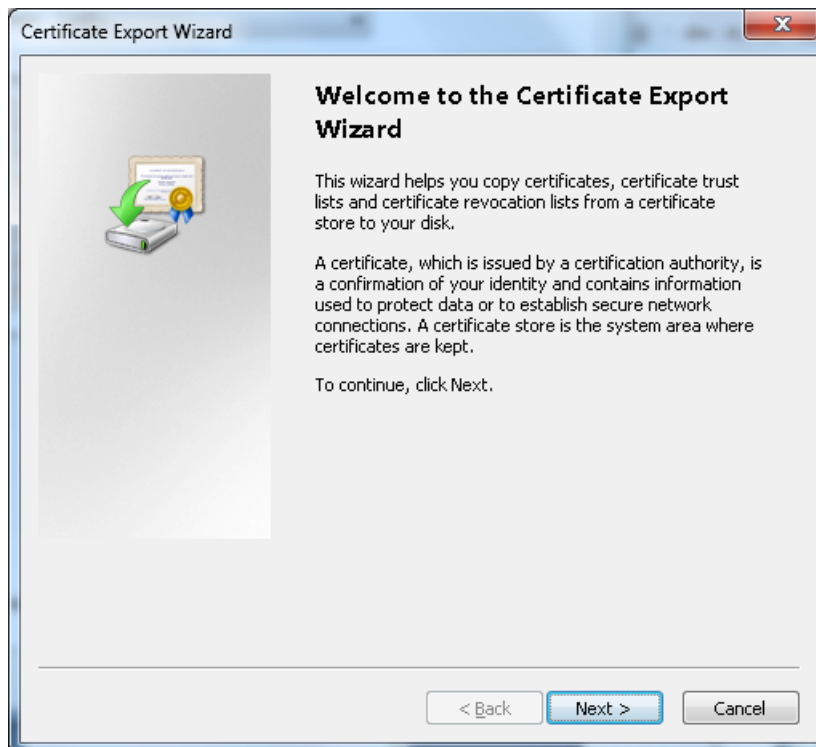 Certificate Export Wizard
Welcome to the Certificate Export
Wizard
This wizard helps you copy certificates, certificate trust
lists and certificate revocation lists from a certificate
store to your disk.
A certificate, which is issued by a certification authority, is
a confirmation of your identity and contains information
used to protect data or to establish secure network
connections. A certificate store is the system area where
certificates are kept.
To continue, click Next.
< Back
Next >
Cancel